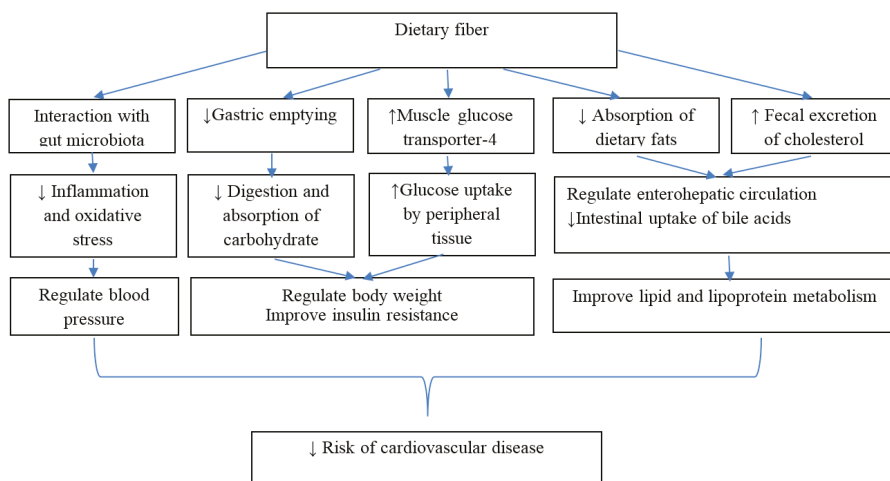 Dietary fiber
Interaction with
gut microbiota
↓Gastric emptying
↑Muscle glucose
transporter-4
↓ Absorption of
dietary fats
↑ Fecal excretion
of cholesterol
↓ Inflammation
and oxidative
stress
↓ Digestion and
absorption of
carbohydrate
↑Glucose uptake
by peripheral
tissue
Regulate enterohepatic circulation
↓Intestinal uptake of bile acids
Regulate blood
pressure
Regulate body weight
Improve insulin resistance
Improve lipid and lipoprotein metabolism
↓ Risk of cardiovascular disease